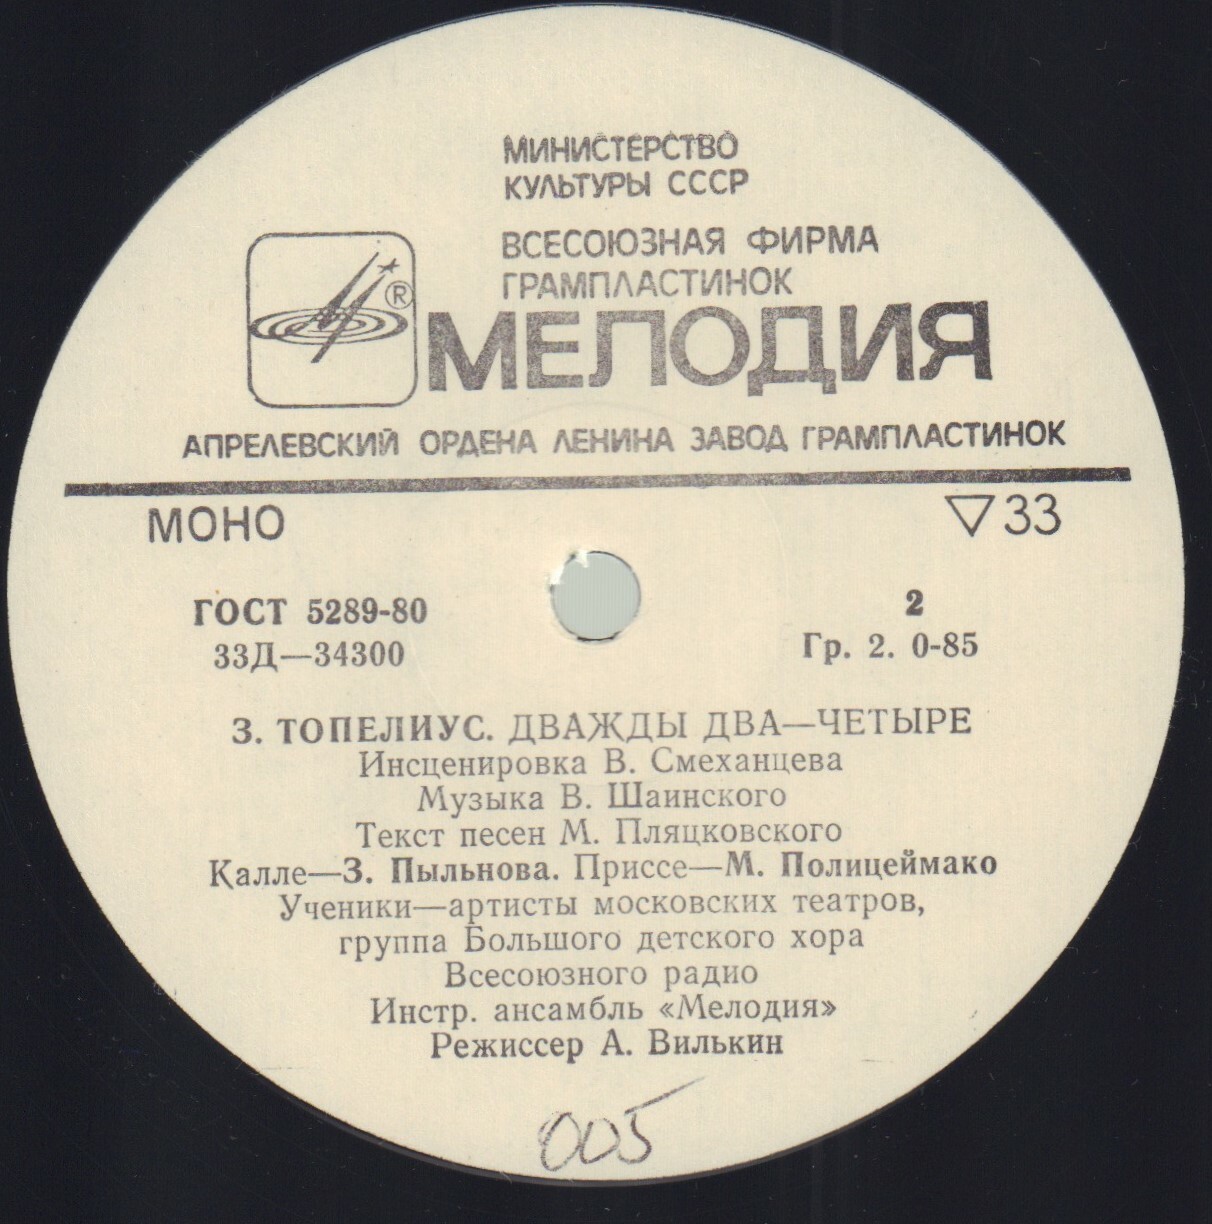 МИНИСТЕРСТВО
КУЛЬТУРЫ СССР
ВСЕСОЮЗНАЯ ФИРМА
ГРАМПЛАСТИНОК
®
МЕЛОДИЯ
АПРЕЛЕВСКИЙ ОРДЕНА ЛЕНИНА ЗАВОД ГРАМПЛАСТИНОК
МОНО ▽33
ГОСТ 5289-80 2
33Д—34300 Гр. 2. 0-85
З. ТОПЕЛИУС. ДВАЖДЫ ДВА—ЧЕТЫРЕ
Инсценировка В. Смеханцева
Музыка В. Шаинского
Текст песен М. Пляцковского
Калле—З. Пыльнова. Приссе—М. Полицеймако
Ученики—артисты московских театров,
группа Большого детского хора
Всесоюзного радио
Инстр. ансамбль «Мелодия»
Режиссер А. Вилькин
005